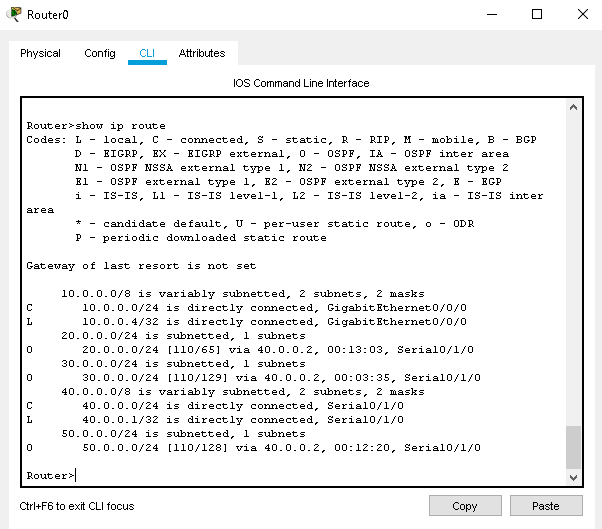 Router0
Physical Config CLI Attributes
IOS Command Line Interface
Router>show ip route
Codes: L - local, C - connected, S - static, R - RIP, M - mobile, B - BGP
D - EIGRP, EX - EIGRP external, O - OSPF, IA - OSPF inter area
N1 - OSPF NSSA external type 1, N2 - OSPF NSSA external type 2
E1 - OSPF external type 1, E2 - OSPF external type 2, E - EGP
i - IS-IS, L1 - IS-IS level-1, L2 - IS-IS level-2, ia - IS-IS inter
area
* - candidate default, U - per-user static route, o - ODR
P - periodic downloaded static route
Gateway of last resort is not set
10.0.0.0/8 is variably subnetted, 2 subnets, 2 masks
C 10.0.0.0/24 is directly connected, GigabitEthernet0/0/0
L 10.0.0.4/32 is directly connected, GigabitEthernet0/0/0
20.0.0.0/24 is subnetted, 1 subnets
O 20.0.0.0/24 [110/65] via 40.0.0.2, 00:13:03, Serial0/1/0
30.0.0.0/24 is subnetted, 1 subnets
O 30.0.0.0/24 [110/129] via 40.0.0.2, 00:03:35, Serial0/1/0
40.0.0.0/8 is variably subnetted, 2 subnets, 2 masks
C 40.0.0.0/24 is directly connected, Serial0/1/0
L 40.0.0.1/32 is directly connected, Serial0/1/0
50.0.0.0/24 is subnetted, 1 subnets
O 50.0.0.0/24 [110/128] via 40.0.0.2, 00:12:20, Serial0/1/0
Router>
Ctrl+F6 to exit CLI focus Copy Paste